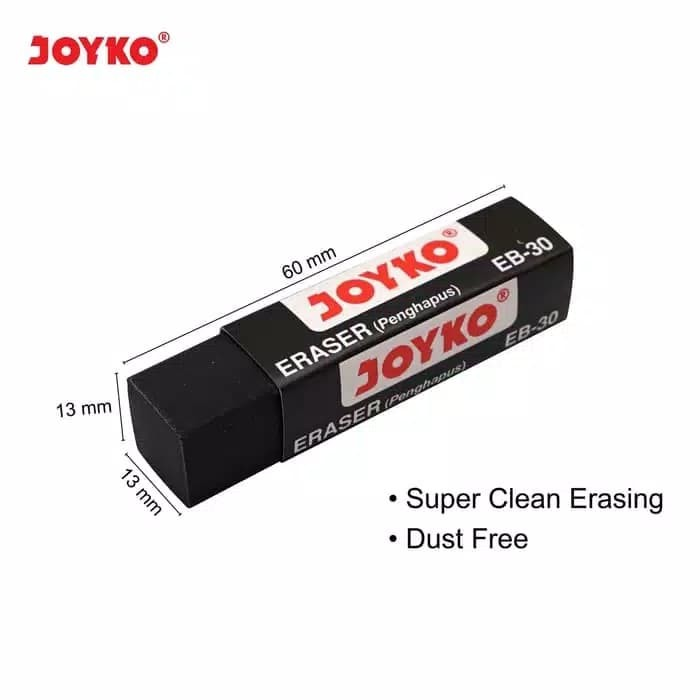 JOYKO®
60 mm
JOYKO®
ERASER (Penghapus) EB-30
JOYKO®
ERASER (Penghapus) EB-30
13 mm
13 mm
• Super Clean Erasing
• Dust Free